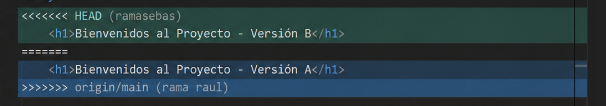 <<<<<<< HEAD (ramasebas)
<h1>Bienvenidos al Proyecto - Versión B</h1>
=======
<h1>Bienvenidos al Proyecto - Versión A</h1>
>>>>>>> origin/main (rama raul)